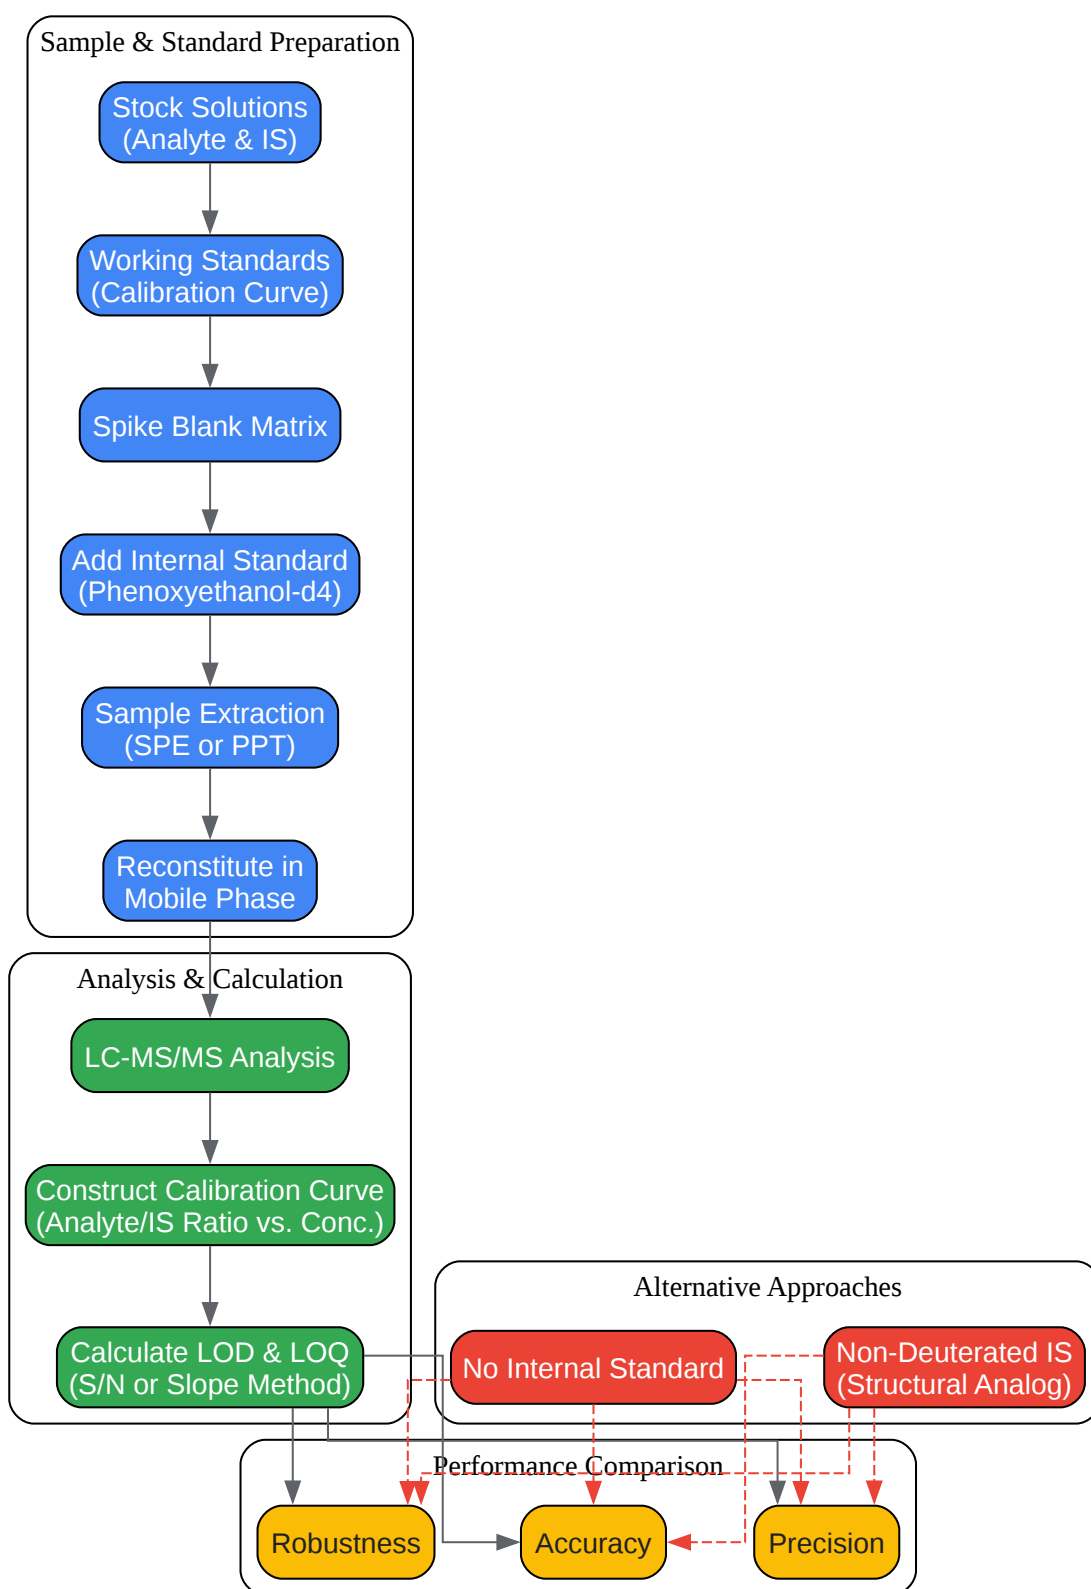 Sample & Standard Preparation
Stock Solutions
(Analyte & IS)
Working Standards
(Calibration Curve)
Spike Blank Matrix
Add Internal Standard
(Phenoxyethanol-d4)
Sample Extraction
(SPE or PPT)
Reconstitute in
Mobile Phase
Analysis & Calculation
LC-MS/MS Analysis
Construct Calibration Curve
(Analyte/IS Ratio vs. Conc.)
Calculate LOD & LOQ
(S/N or Slope Method)
Alternative Approaches
No Internal Standard
Non-Deuterated IS
(Structural Analog)
Performance Comparison
Robustness
Accuracy
Precision